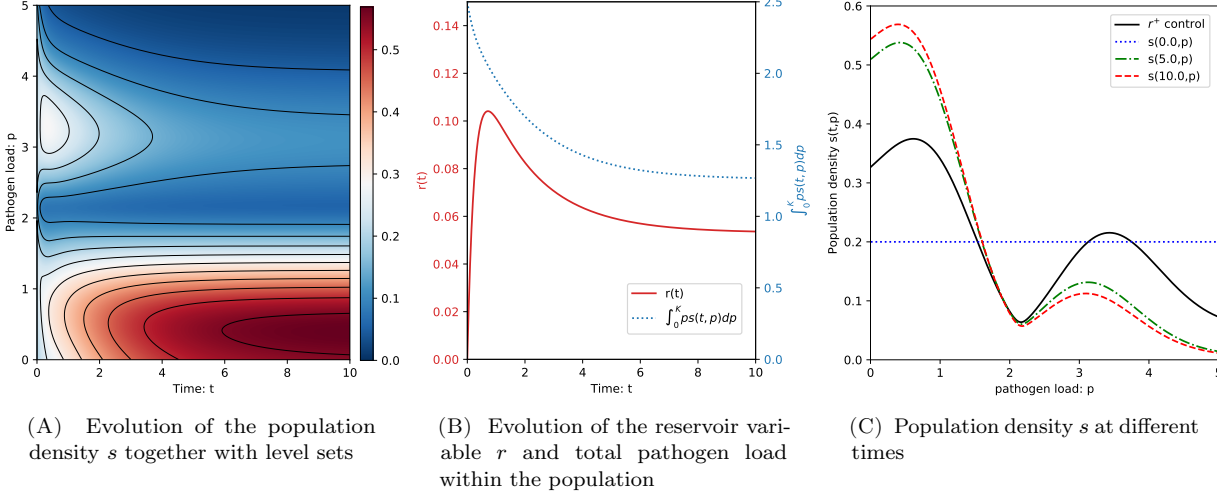 5
4
3
2
1
0
Pathogen load: p
0
2
4
6
8
10
Time: t
0.5
0.4
0.3
0.2
0.1
0.0
(A) Evolution of the population
density s together with level sets
0.14
0.12
0.10
0.08
0.06
0.04
0.02
0.00
r(t)
0
2
4
6
8
10
Time: t
2.5
2.0
1.5
1.0
0.5
0.0
∫₀ᴷ ps(t, p)dp
r(t)
∫₀ᴷ ps(t, p)dp
(B) Evolution of the reservoir vari-
able r and total pathogen load
within the population
0.6
0.5
0.4
0.3
0.2
0.1
0.0
Population density s(t,p)
0
1
2
3
4
5
pathogen load: p
r⁺ control
s(0.0,p)
s(5.0,p)
s(10.0,p)
(C) Population density s at different
times